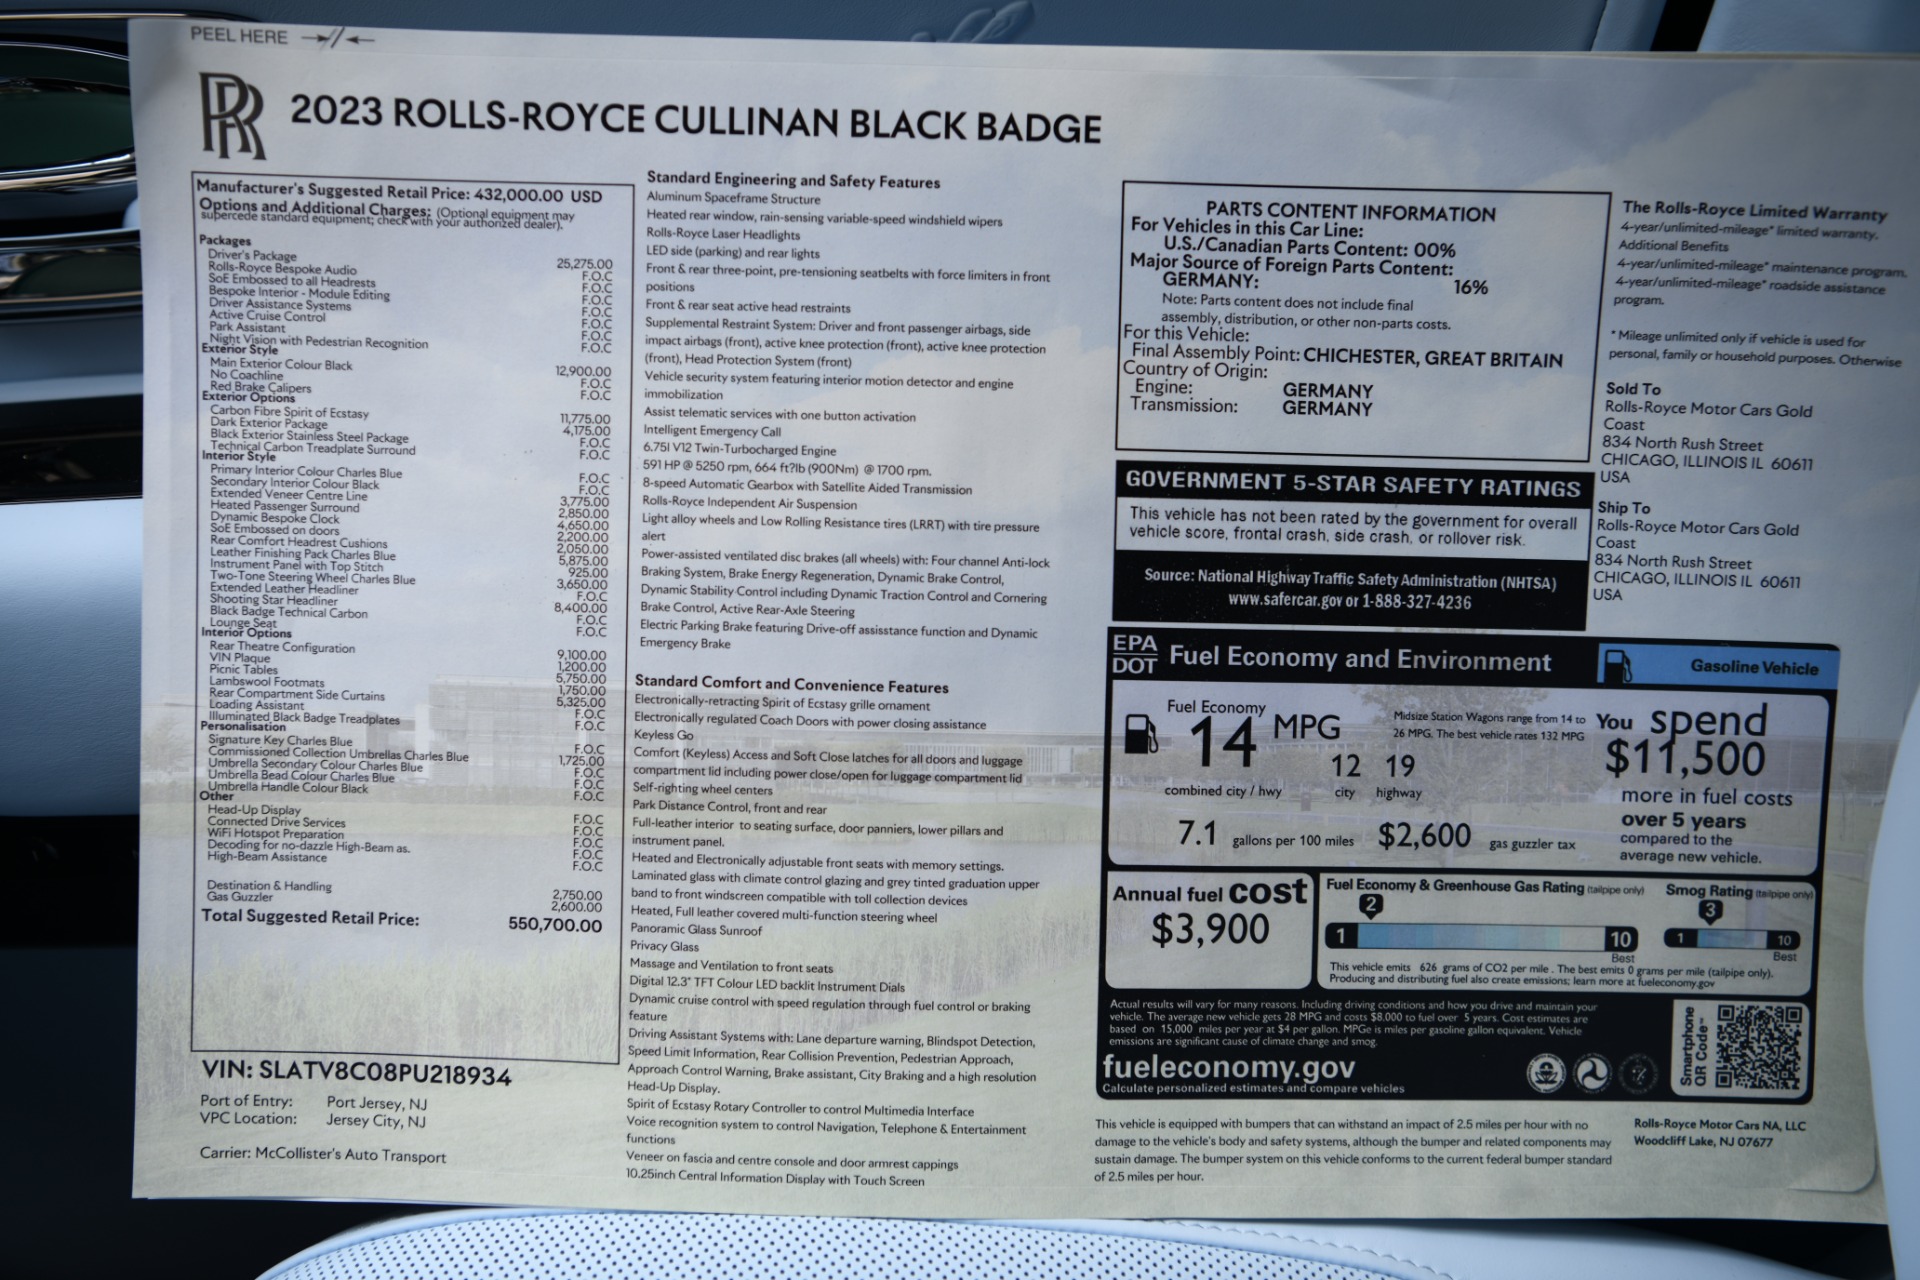 PEEL HERE
RR
2023 ROLLS-ROYCE CULLINAN BLACK BADGE
Manufacturer's Suggested Retail Price: 432,000.00 USD
Options and Additional Charges: (Optional equipment may
supercede standard equipment; check with your authorized dealer).
Packages
Driver's Package 25,275.00
Rolls-Royce Bespoke Audio F.O.C
SoE Embossed to all Headrests F.O.C
Bespoke Interior - Module Editing F.O.C
Driver Assistance Systems F.O.C
Active Cruise Control F.O.C
Park Assistant F.O.C
Night Vision with Pedestrian Recognition F.O.C
Exterior Style
Main Exterior Colour Black 12,900.00
No Coachline F.O.C
Red Brake Calipers F.O.C
Exterior Options
Carbon Fibre Spirit of Ecstasy 11,775.00
Dark Exterior Package 4,175.00
Black Exterior Stainless Steel Package F.O.C
Technical Carbon Treadplate Surround F.O.C
Interior Style
Primary Interior Colour Charles Blue F.O.C
Secondary Interior Colour Black F.O.C
Extended Veneer Centre Line 3,775.00
Heated Passenger Surround 2,850.00
Dynamic Bespoke Clock 4,650.00
SoE Embossed on doors 2,200.00
Rear Comfort Headrest Cushions 2,050.00
Leather Finishing Pack Charles Blue 5,875.00
Instrument Panel with Top Stitch 925.00
Two-Tone Steering Wheel Charles Blue 3,650.00
Extended Leather Headliner F.O.C
Shooting Star Headliner 8,400.00
Black Badge Technical Carbon F.O.C
Lounge Seat F.O.C
Interior Options
Rear Theatre Configuration 9,100.00
VIN Plaque 1,200.00
Picnic Tables 5,750.00
Lambswool Footmats 1,750.00
Rear Compartment Side Curtains 5,325.00
Loading Assistant F.O.C
Illuminated Black Badge Treadplates F.O.C
Personalisation
Signature Key Charles Blue F.O.C
Commissioned Collection Umbrellas Charles Blue 1,725.00
Umbrella Secondary Colour Charles Blue F.O.C
Umbrella Bead Colour Charles Blue F.O.C
Umbrella Handle Colour Black F.O.C
Other
Head-Up Display F.O.C
Connected Drive Services F.O.C
WiFi Hotspot Preparation F.O.C
Decoding for no-dazzle High-Beam as. F.O.C
High-Beam Assistance F.O.C
Destination & Handling 2,750.00
Gas Guzzler 2,600.00
Total Suggested Retail Price: 550,700.00
VIN: SLATV8C08PU218934
Port of Entry: Port Jersey, NJ
VPC Location: Jersey City, NJ
Carrier: McCollister's Auto Transport
Standard Engineering and Safety Features
Aluminum Spaceframe Structure
Heated rear window, rain-sensing variable-speed windshield wipers
Rolls-Royce Laser Headlights
LED side (parking) and rear lights
Front & rear three-point, pre-tensioning seatbelts with force limiters in front
positions
Front & rear seat active head restraints
Supplemental Restraint System: Driver and front passenger airbags, side
impact airbags (front), active knee protection (front), active knee protection
(front), Head Protection System (front)
Vehicle security system featuring interior motion detector and engine
immobilization
Assist telematic services with one button activation
Intelligent Emergency Call
6.75l V12 Twin-Turbocharged Engine
591 HP @ 5250 rpm, 664 ft?lb (900Nm) @ 1700 rpm.
8-speed Automatic Gearbox with Satellite Aided Transmission
Rolls-Royce Independent Air Suspension
Light alloy wheels and Low Rolling Resistance tires (LRRT) with tire pressure
alert
Power-assisted ventilated disc brakes (all wheels) with: Four channel Anti-lock
Braking System, Brake Energy Regeneration, Dynamic Brake Control,
Dynamic Stability Control including Dynamic Traction Control and Cornering
Brake Control, Active Rear-Axle Steering
Electric Parking Brake featuring Drive-off assisstance function and Dynamic
Emergency Brake
Standard Comfort and Convenience Features
Electronically-retracting Spirit of Ecstasy grille ornament
Electronically regulated Coach Doors with power closing assistance
Keyless Go
Comfort (Keyless) Access and Soft Close latches for all doors and luggage
compartment lid including power close/open for luggage compartment lid
Self-righting wheel centers
Park Distance Control, front and rear
Full-leather interior to seating surface, door panniers, lower pillars and
instrument panel.
Heated and Electronically adjustable front seats with memory settings.
Laminated glass with climate control glazing and grey tinted graduation upper
band to front windscreen compatible with toll collection devices
Heated, Full leather covered multi-function steering wheel
Panoramic Glass Sunroof
Privacy Glass
Massage and Ventilation to front seats
Digital 12.3" TFT Colour LED backlit Instrument Dials
Dynamic cruise control with speed regulation through fuel control or braking
feature
Driving Assistant Systems with: Lane departure warning, Blindspot Detection,
Speed Limit Information, Rear Collision Prevention, Pedestrian Approach,
Approach Control Warning, Brake assistant, City Braking and a high resolution
Head-Up Display.
Spirit of Ecstasy Rotary Controller to control Multimedia Interface
Voice recognition system to control Navigation, Telephone & Entertainment
functions
Veneer on fascia and centre console and door armrest cappings
10.25inch Central Information Display with Touch Screen
PARTS CONTENT INFORMATION
For Vehicles in this Car Line:
U.S./Canadian Parts Content: 00%
Major Source of Foreign Parts Content:
GERMANY: 16%
Note: Parts content does not include final
assembly, distribution, or other non-parts costs.
For this Vehicle:
Final Assembly Point: CHICHESTER, GREAT BRITAIN
Country of Origin:
Engine: GERMANY
Transmission: GERMANY
GOVERNMENT 5-STAR SAFETY RATINGS
This vehicle has not been rated by the government for overall
vehicle score, frontal crash, side crash, or rollover risk.
Source: National Highway Traffic Safety Administration (NHTSA)
www.safercar.gov or 1-888-327-4236
The Rolls-Royce Limited Warranty
4-year/unlimited-mileage* limited warranty.
Additional Benefits
4-year/unlimited-mileage* maintenance program.
4-year/unlimited-mileage* roadside assistance
program.
* Mileage unlimited only if vehicle is used for
personal, family or household purposes. Otherwise
Sold To
Rolls-Royce Motor Cars Gold
Coast
834 North Rush Street
CHICAGO, ILLINOIS IL 60611
USA
Ship To
Rolls-Royce Motor Cars Gold
Coast
834 North Rush Street
CHICAGO, ILLINOIS IL 60611
USA
EPA
DOT
Fuel Economy and Environment
Gasoline Vehicle
Fuel Economy
14 MPG
12 19
combined city / hwy city highway
Midsize Station Wagons range from 14 to
26 MPG. The best vehicle rates 132 MPG
7.1 gallons per 100 miles $2,600 gas guzzler tax
You spend
$11,500
more in fuel costs
over 5 years
compared to the
average new vehicle.
Annual fuel cost
$3,900
Fuel Economy & Greenhouse Gas Rating (tailpipe only)
2
1 10
Best
Smog Rating (tailpipe only)
3
1 10
Best
This vehicle emits 626 grams of CO2 per mile . The best emits 0 grams per mile (tailpipe only).
Producing and distributing fuel also create emissions; learn more at fueleconomy.gov
Actual results will vary for many reasons. Including driving conditions and how you drive and maintain your
vehicle. The average new vehicle gets 28 MPG and costs $8,000 to fuel over 5 years. Cost estimates are
based on 15,000 miles per year at $4 per gallon. MPGe is miles per gasoline gallon equivalent. Vehicle
emissions are significant cause of climate change and smog.
fueleconomy.gov
Calculate personalized estimates and compare vehicles
Smartphone
QR Code™
This vehicle is equipped with bumpers that can withstand an impact of 2.5 miles per hour with no
damage to the vehicle's body and safety systems, although the bumper and related components may
sustain damage. The bumper system on this vehicle conforms to the current federal bumper standard
of 2.5 miles per hour.
Rolls-Royce Motor Cars NA, LLC
Woodcliff Lake, NJ 07677